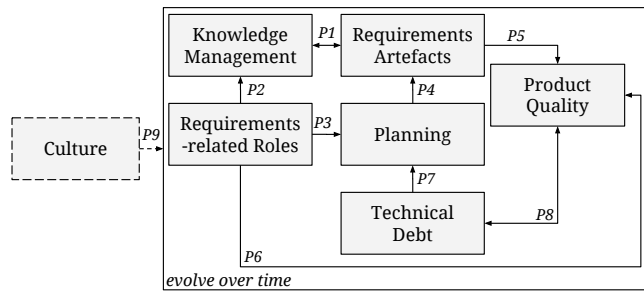 Knowledge
Management
P1
Requirements
Artefacts
P5
Product
Quality
P2
P4
P9
Culture
Requirements
-related Roles
P3
Planning
P7
Technical
Debt
P8
P6
evolve over time